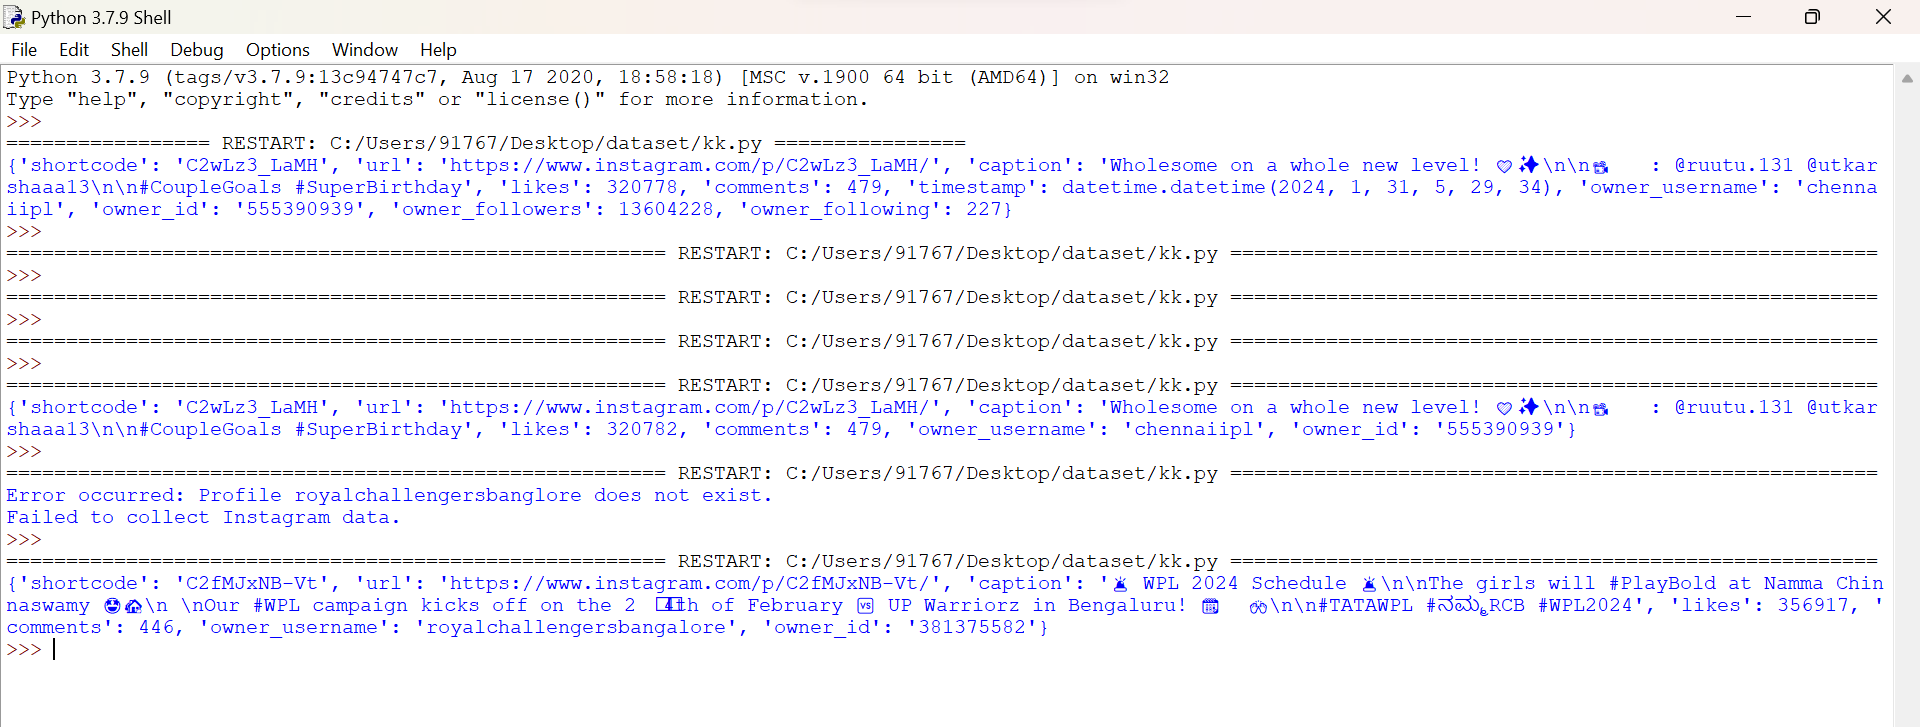 Python 3.7.9 Shell
File Edit Shell Debug Options Window Help
Python 3.7.9 (tags/v3.7.9:13c94747c7, Aug 17 2020, 18:58:18) [MSC v.1900 64 bit (AMD64)] on win32
Type "help", "copyright", "credits" or "license()" for more information.
>>>
================= RESTART: C:/Users/91767/Desktop/dataset/kk.py ================
{'shortcode': 'C2wLz3_LaMH', 'url': 'https://www.instagram.com/p/C2wLz3_LaMH/', 'caption': 'Wholesome on a whole new level! 💛✨\n\n📽 : @ruutu.131 @utkar
shaaa13\n\n#CoupleGoals #SuperBirthday', 'likes': 320778, 'comments': 479, 'timestamp': datetime.datetime(2024, 1, 31, 5, 29, 34), 'owner_username': 'chenna
iipl', 'owner_id': '555390939', 'owner_followers': 13604228, 'owner_following': 227}
>>>
======================================================= RESTART: C:/Users/91767/Desktop/dataset/kk.py ======================================================
>>>
======================================================= RESTART: C:/Users/91767/Desktop/dataset/kk.py ======================================================
>>>
======================================================= RESTART: C:/Users/91767/Desktop/dataset/kk.py ======================================================
>>>
======================================================= RESTART: C:/Users/91767/Desktop/dataset/kk.py ======================================================
{'shortcode': 'C2wLz3_LaMH', 'url': 'https://www.instagram.com/p/C2wLz3_LaMH/', 'caption': 'Wholesome on a whole new level! 💛✨\n\n📽 : @ruutu.131 @utkar
shaaa13\n\n#CoupleGoals #SuperBirthday', 'likes': 320782, 'comments': 479, 'owner_username': 'chennaiipl', 'owner_id': '555390939'}
>>>
======================================================= RESTART: C:/Users/91767/Desktop/dataset/kk.py ======================================================
Error occurred: Profile royalchallengersbanglore does not exist.
Failed to collect Instagram data.
>>>
======================================================= RESTART: C:/Users/91767/Desktop/dataset/kk.py ======================================================
{'shortcode': 'C2fMJxNB-Vt', 'url': 'https://www.instagram.com/p/C2fMJxNB-Vt/', 'caption': '🚨 WPL 2024 Schedule 🚨\n\nThe girls will #PlayBold at Namma Chin
naswamy 🤩🏠\n \nOur #WPL campaign kicks off on the 2 4th of February 🆚 UP Warriorz in Bengaluru! 🗓 👀\n\n#TATAWPL #ನಮ್ಮRCB #WPL2024', 'likes': 356917, '
comments': 446, 'owner_username': 'royalchallengersbangalore', 'owner_id': '381375582'}
>>>